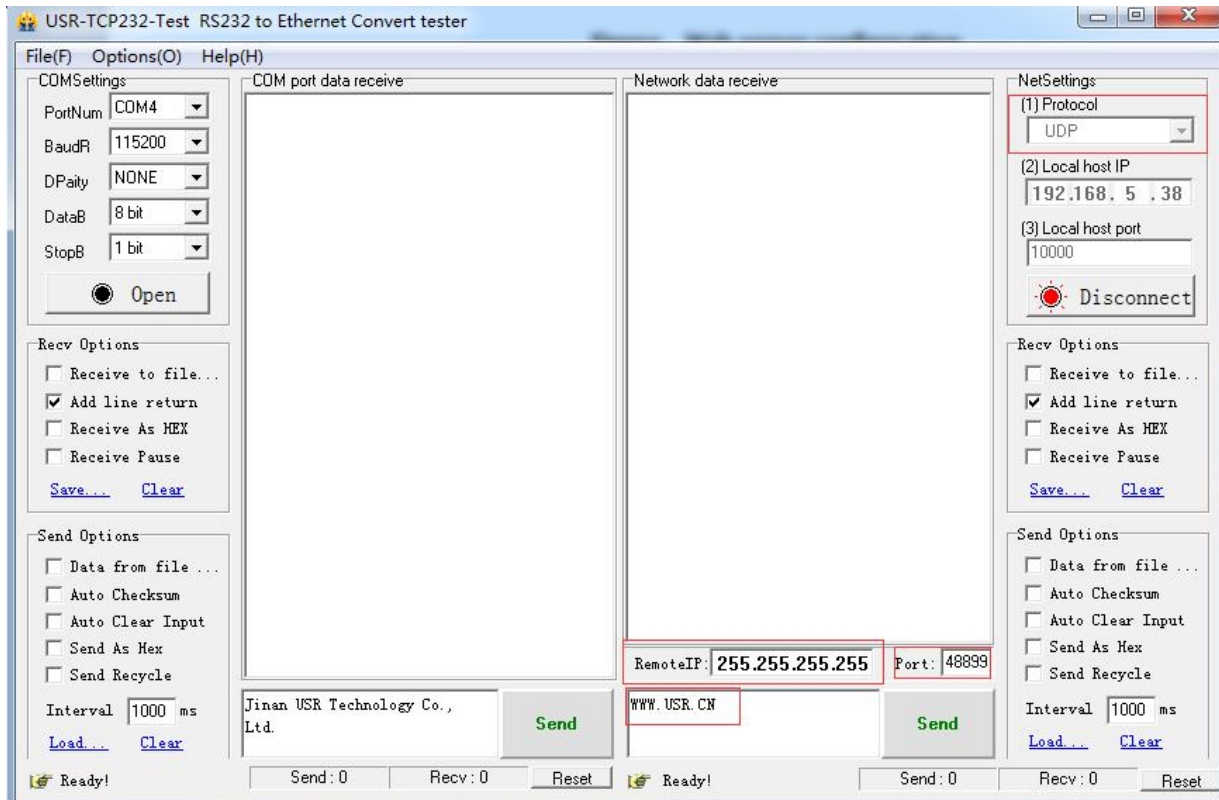 USR-TCP232-Test RS232 to Ethernet Convert tester
File(F) Options(O) Help(H)
COMSettings
PortNum COM4
BaudR 115200
DPaity NONE
DataB 8 bit
StopB 1 bit
Open
Recv Options
Receive to file...
Add line return
Receive As HEX
Receive Pause
Save... Clear
Send Options
Data from file ...
Auto Checksum
Auto Clear Input
Send As Hex
Send Recycle
Interval 1000 ms
Load... Clear
Ready!
COM port data receive
Jinan USR Technology Co.,
Ltd.
Send
Send : 0 Recv : 0 Reset
Network data receive
RemoteIP: 255.255.255.255 Port: 48899
WWW.USR.CN
Send
Ready!
Send : 0 Recv : 0 Reset
NetSettings
(1) Protocol
UDP
(2) Local host IP
192.168. 5 .38
(3) Local host port
10000
Disconnect
Recv Options
Receive to file...
Add line return
Receive As HEX
Receive Pause
Save... Clear
Send Options
Data from file ...
Auto Checksum
Auto Clear Input
Send As Hex
Send Recycle
Interval 1000 ms
Load... Clear